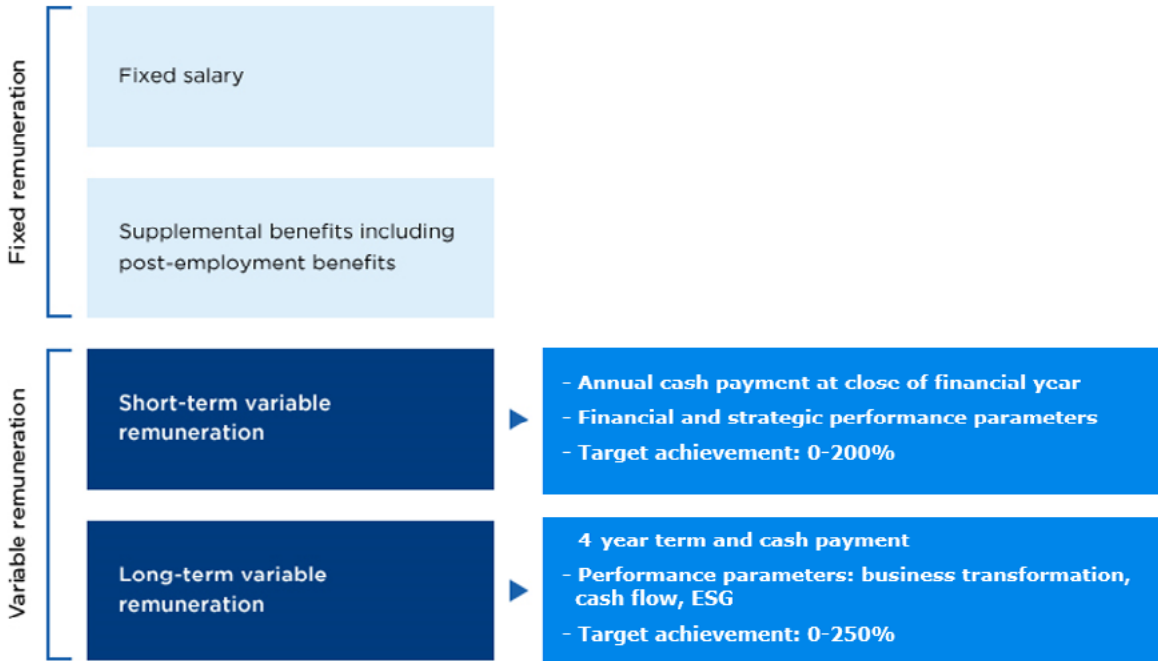 Fixed remuneration
Fixed salary
Supplemental benefits including
post-employment benefits
Variable remuneration
Short-term variable
remuneration
- Annual cash payment at close of financial year
- Financial and strategic performance parameters
- Target achievement: 0-200%
Long-term variable
remuneration
4 year term and cash payment
- Performance parameters: business transformation,
cash flow, ESG
- Target achievement: 0-250%